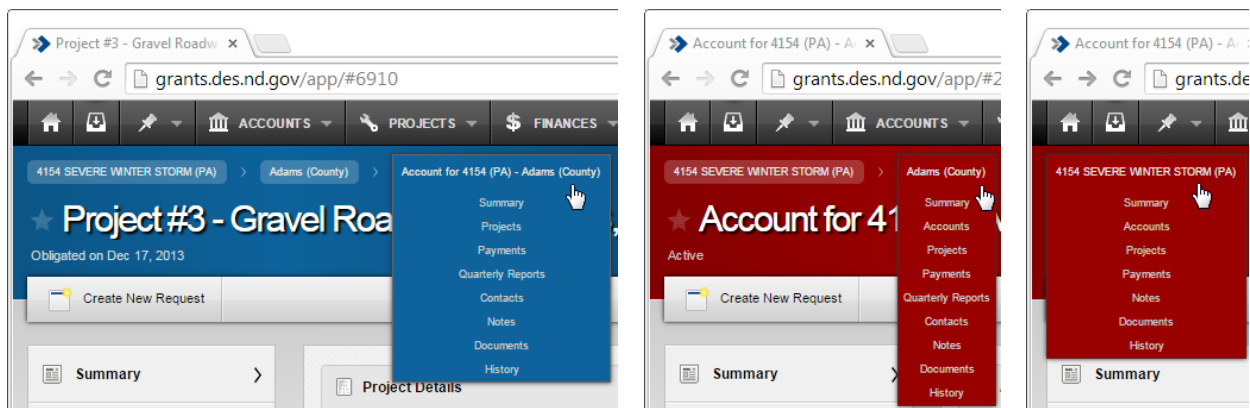 Project #3 - Gravel Roadw
grants.des.nd.gov/app/#6910
ACCOUNTS PROJECTS FINANCES
4154 SEVERE WINTER STORM (PA) Adams (County) Account for 4154 (PA) - Adams (County)
Summary
Projects
Payments
Quarterly Reports
Contacts
Notes
Documents
History
Project #3 - Gravel Roa
Obligated on Dec 17, 2013
Create New Request
Summary
Project Details
Account for 4154 (PA) - A
grants.des.nd.gov/app/#2
ACCOUNTS
4154 SEVERE WINTER STORM (PA) Adams (County)
Summary
Accounts
Projects
Payments
Quarterly Reports
Contacts
Notes
Documents
History
Account for 41
Active
Create New Request
Summary
Account for 4154 (PA) - A
grants.de
4154 SEVERE WINTER STORM (PA)
Summary
Accounts
Projects
Payments
Notes
Documents
History
Summary